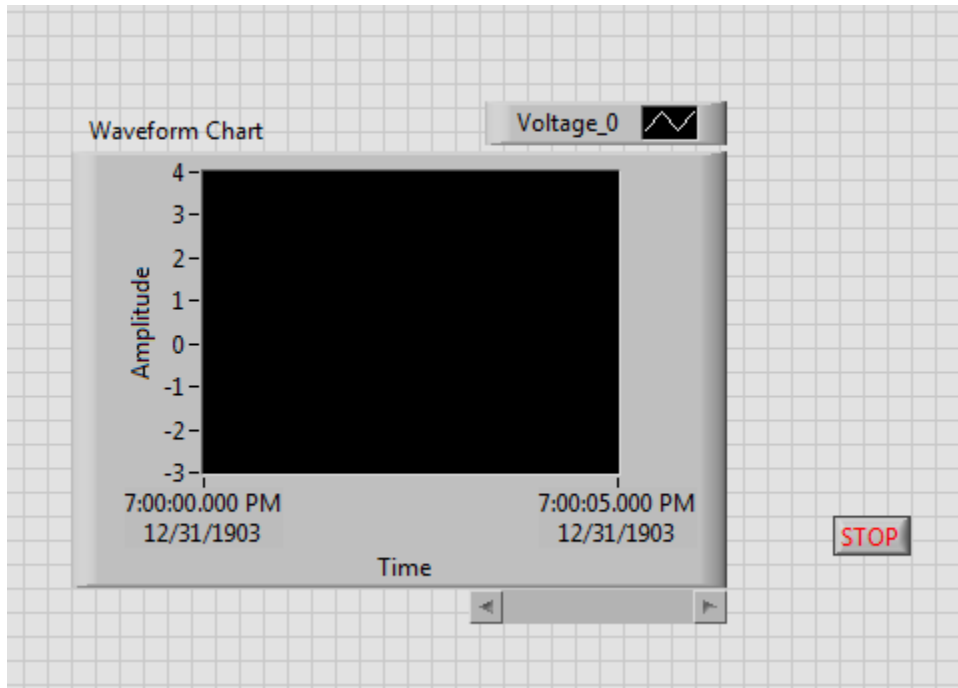 Waveform Chart
Voltage_0
4
3
2
1
0
-1
-2
-3
Amplitude
7:00:00.000 PM
12/31/1903
7:00:05.000 PM
12/31/1903
Time
STOP